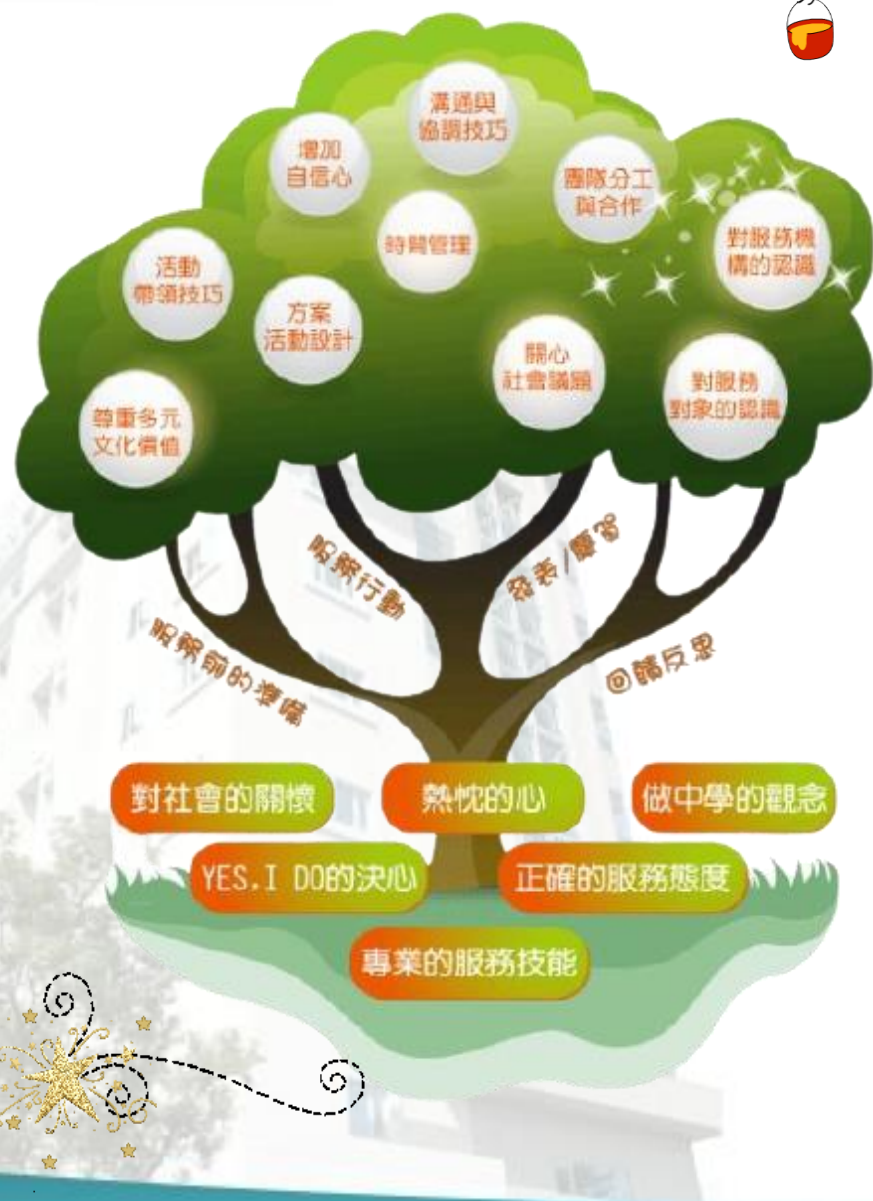 溝通與
協調技巧
增加
自信心
團隊分工
與合作
時間管理
對服務機
構的認識
活動
帶領技巧
方案
活動設計
關心
社會議題
對服務
對象的認識
尊重多元
文化價值
服務行動
發表/慶賀
服務前的準備
回饋反思
對社會的關懷
熱忱的心
做中學的觀念
YES.I DO的決心
正確的服務態度
專業的服務技能